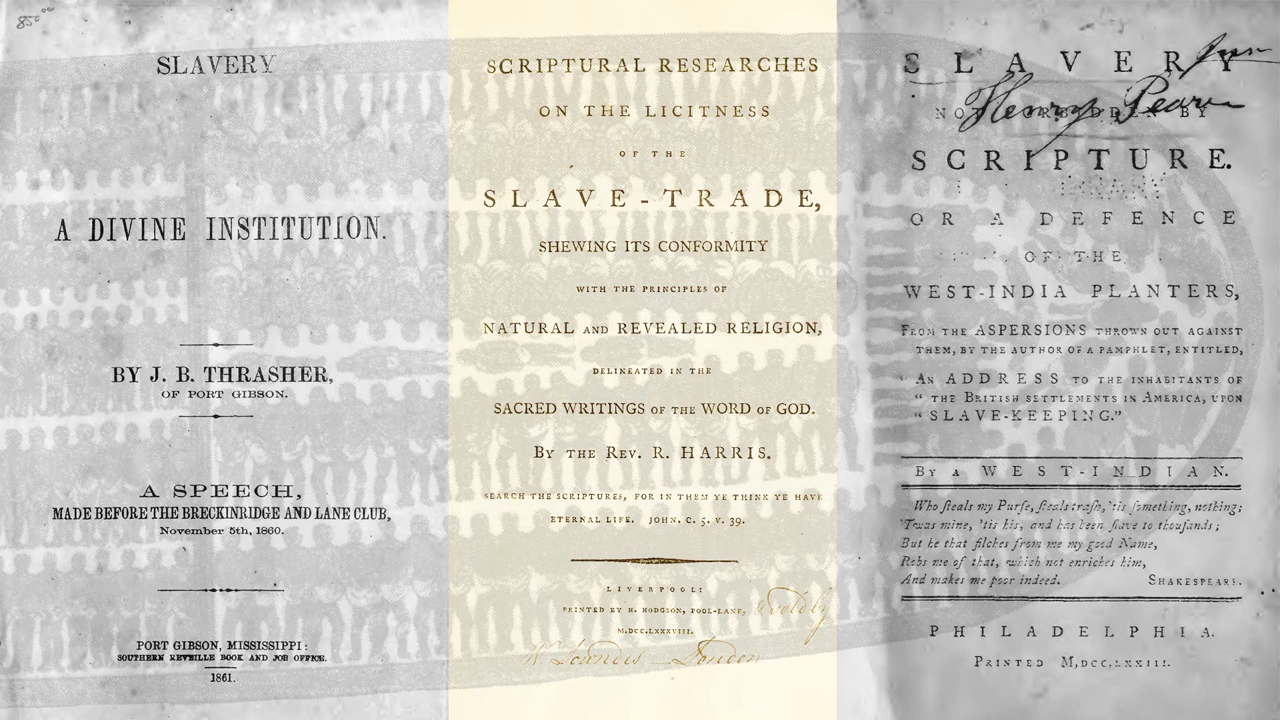 850⁰⁰
SLAVERY
A DIVINE INSTITUTION.
BY J. B. THRASHER,
OF PORT GIBSON.
A SPEECH,
MADE BEFORE THE BRECKINRIDGE AND LANE CLUB,
November 5th, 1860.
PORT GIBSON, MISSISSIPPI:
SOUTHERN REVEILLE BOOK AND JOB OFFICE.
1861.
SCRIPTURAL RESEARCHES
ON THE LICITNESS
OF THE
SLAVE-TRADE,
SHEWING ITS CONFORMITY
WITH THE PRINCIPLES OF
NATURAL AND REVEALED RELIGION,
DELINEATED IN THE
SACRED WRITINGS OF THE WORD OF GOD.
BY THE REV. R. HARRIS.
SEARCH THE SCRIPTURES, FOR IN THEM YE THINK YE HAVE
ETERNAL LIFE. JOHN. C. 5. V. 39.
LIVERPOOL:
PRINTED BY H. HODGSON, POOL-LANE,
M.DCC.LXXXVIII.
W. Lowndes London
SLAVERY
Henry
NOT FORBIDDEN BY
SCRIPTURE.
OR A DEFENCE
OF THE
WEST-INDIA PLANTERS,
FROM THE ASPERSIONS THROWN OUT AGAINST
THEM, BY THE AUTHOR OF A PAMPHLET, ENTITLED,
"AN ADDRESS TO THE INHABITANTS OF
"THE BRITISH SETTLEMENTS IN AMERICA, UPON
"SLAVE-KEEPING."
BY A WEST-INDIAN.
Who ſteals my Purſe, ſteals traſh, 'tis ſomething, nothing;
'Twas mine, 'tis his, and has been ſlave to thouſands;
But he that filches from me my good Name,
Robs me of that, which not enriches him,
And makes me poor indeed. SHAKESPEARE.
PHILADELPHIA.
PRINTED M,DCC,LXXIII.